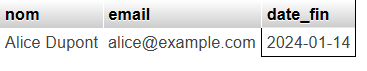 nom email date_fin
Alice Dupont alice@example.com 2024-01-14